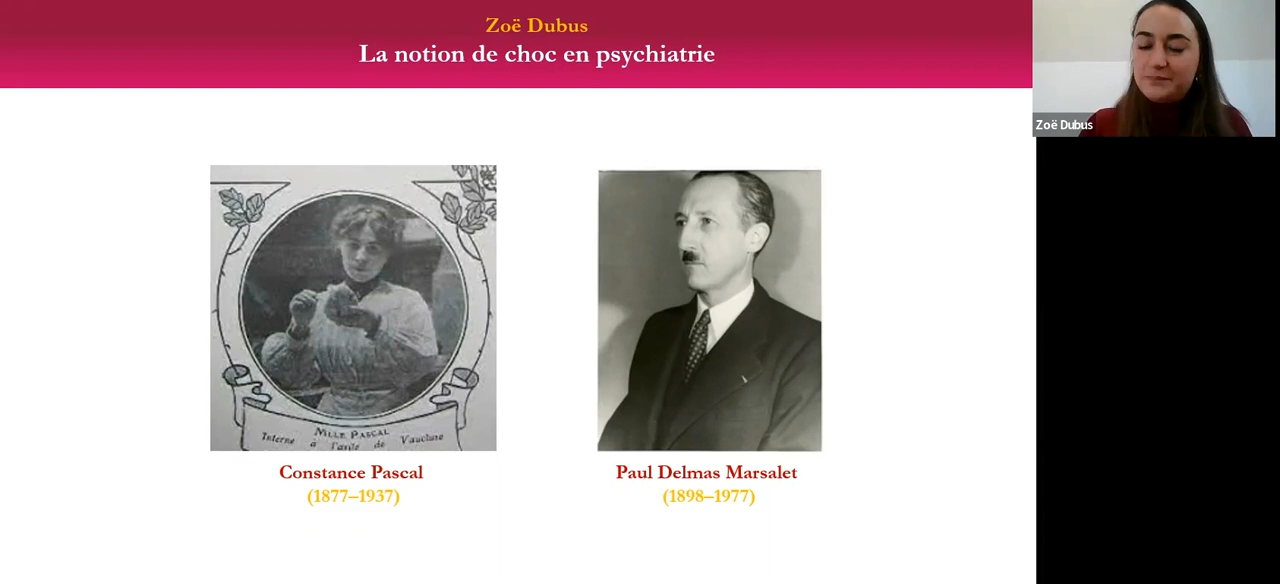 Zoë Dubus
La notion de choc en psychiatrie
Zoë Dubus
MLLE PASCAL
Interne à l'asile de Vaucluse
Constance Pascal
(1877–1937)
Paul Delmas Marsalet
(1898–1977)